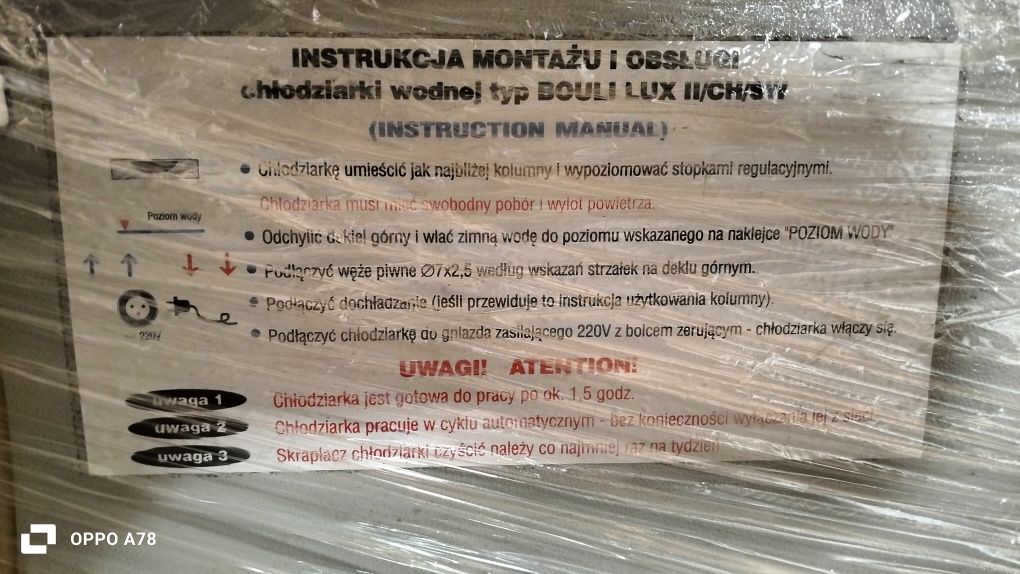 INSTRUKCJA MONTAŻU I OBSŁUGI
chłodziarki wodnej typ BOULI LUX II/CH/SW
(INSTRUCTION MANUAL)
• Chłodziarkę umieścić jak najbliżej kolumny i wypoziomować stopkami regulacyjnymi.
Chłodziarka musi mieć swobodny pobór i wylot powietrza.
Poziom wody
• Odchylić dekiel górny i wlać zimną wodę do poziomu wskazanego na naklejce "POZIOM WODY"
• Podłączyć węże piwne Ø7x2,5 według wskazań strzałek na deklu górnym.
• Podłączyć dochładzanie (jeśli przewiduje to instrukcja użytkowania kolumny).
220V
• Podłączyć chłodziarkę do gniazda zasilającego 220V z bolcem zerującym - chłodziarka włączy się.
UWAGI! ATENTION!
uwaga 1 Chłodziarka jest gotowa do pracy po ok. 1,5 godz.
uwaga 2 Chłodziarka pracuje w cyklu automatycznym - bez konieczności wyłączania jej z sieci
uwaga 3 Skraplacz chłodziarki czyścić należy co najmniej raz na tydzień
OPPO A78